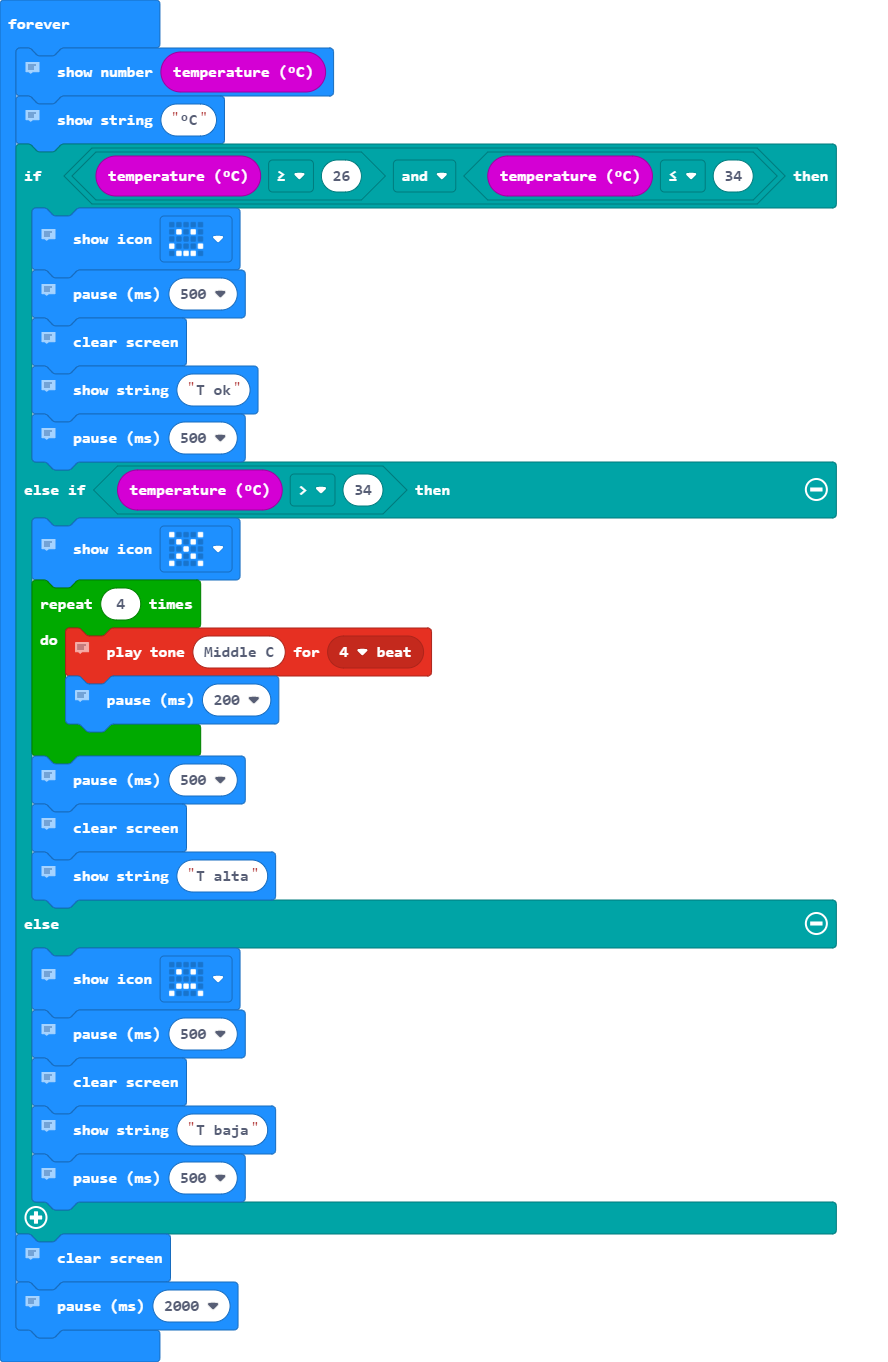 forever
show number temperature (ºC)
show string "ºC"
if temperature (ºC) ≥ 26 and temperature (ºC) ≤ 34 then
show icon
pause (ms) 500
clear screen
show string "T ok"
pause (ms) 500
else if temperature (ºC) > 34 then
show icon
repeat 4 times
do play tone Middle C for 4 beat
pause (ms) 200
pause (ms) 500
clear screen
show string "T alta"
else
show icon
pause (ms) 500
clear screen
show string "T baja"
pause (ms) 500
clear screen
pause (ms) 2000